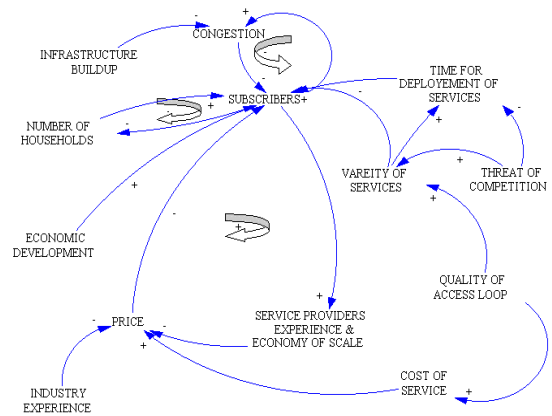 CONGESTION
INFRASTRUCTURE
BUILDUP
TIME FOR
DEPLOYEMENT OF
SERVICES
SUBSCRIBERS+
NUMBER OF
HOUSEHOLDS
VAREITY OF
SERVICES
THREAT OF
COMPETITION
ECONOMIC
DEVELOPMENT
QUALITY OF
ACCESS LOOP
PRICE
SERVICE PROVIDERS
EXPERIENCE &
ECONOMY OF SCALE
COST OF
SERVICE
INDUSTRY
EXPERIENCE